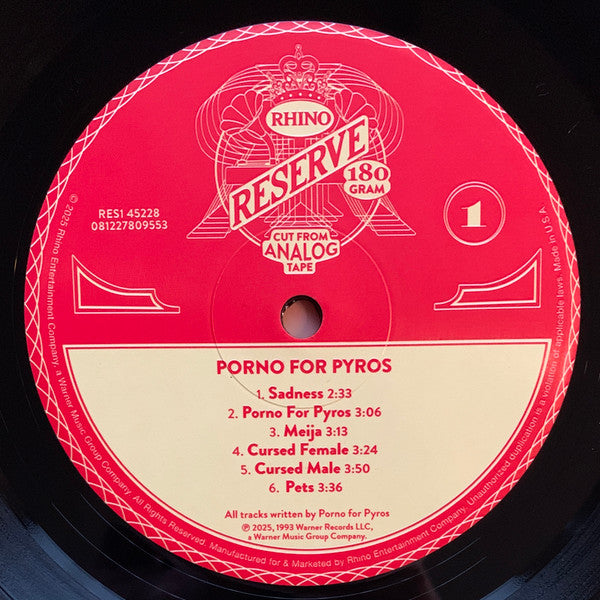 RHINO
RESERVE
180
GRAM
CUT FROM
ANALOG
TAPE
RES1 45228
081227809553
1
PORNO FOR PYROS
1. Sadness 2:33
2. Porno For Pyros 3:06
3. Meija 3:13
4. Cursed Female 3:24
5. Cursed Male 3:50
6. Pets 3:36
All tracks written by Porno for Pyros
℗ 2025, 1993 Warner Records LLC,
a Warner Music Group Company.
© 2025 Rhino Entertainment Company, a Warner Music Group Company. All Rights Reserved. Manufactured for & Marketed by Rhino Entertainment Company. Unauthorized duplication is a violation of applicable laws. Made in U.S.A.